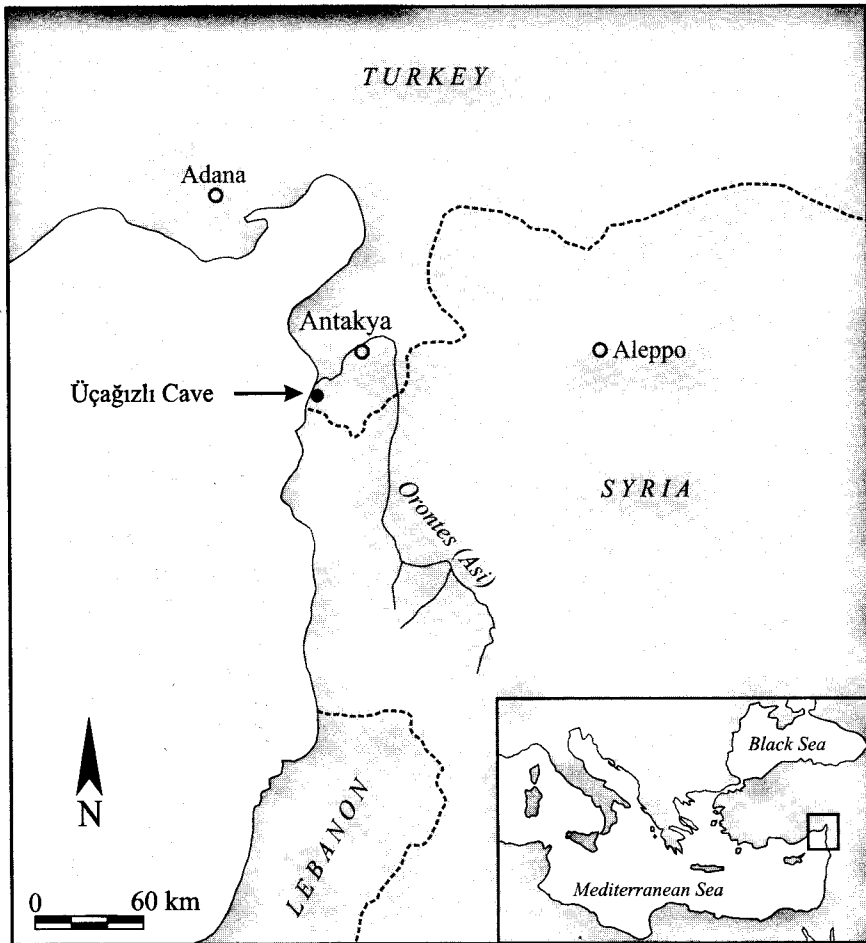 TURKEY
Adana
Antakya
Aleppo
Üçağızlı Cave
SYRIA
Orontes (Asi)
Black Sea
N
LEBANON
Mediterranean Sea
0 60 km